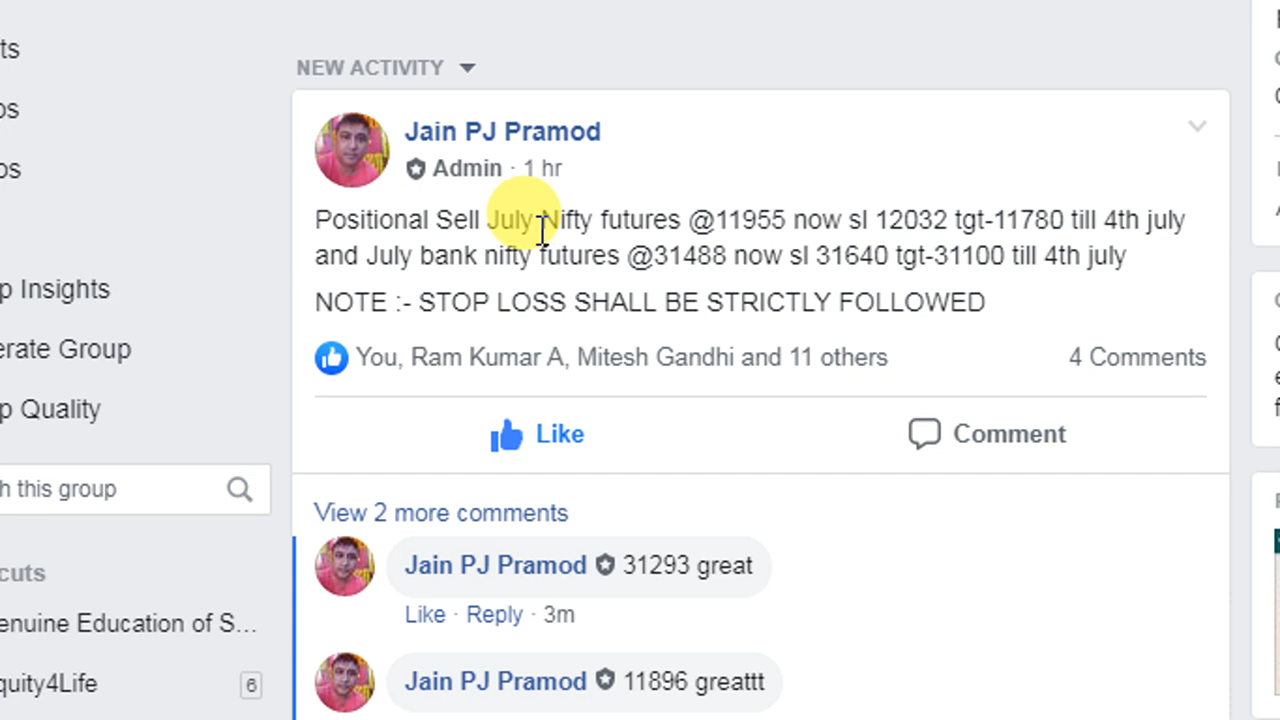 ts
os
os
p Insights
erate Group
p Quality
h this group
cuts
enuine Education of S...
quity4Life
6
NEW ACTIVITY
Jain PJ Pramod
Admin · 1 hr
Positional Sell July Nifty futures @11955 now sl 12032 tgt-11780 till 4th july
and July bank nifty futures @31488 now sl 31640 tgt-31100 till 4th july
NOTE :- STOP LOSS SHALL BE STRICTLY FOLLOWED
You, Ram Kumar A, Mitesh Gandhi and 11 others
4 Comments
Like
Comment
View 2 more comments
Jain PJ Pramod 31293 great
Like · Reply · 3m
Jain PJ Pramod 11896 greattt